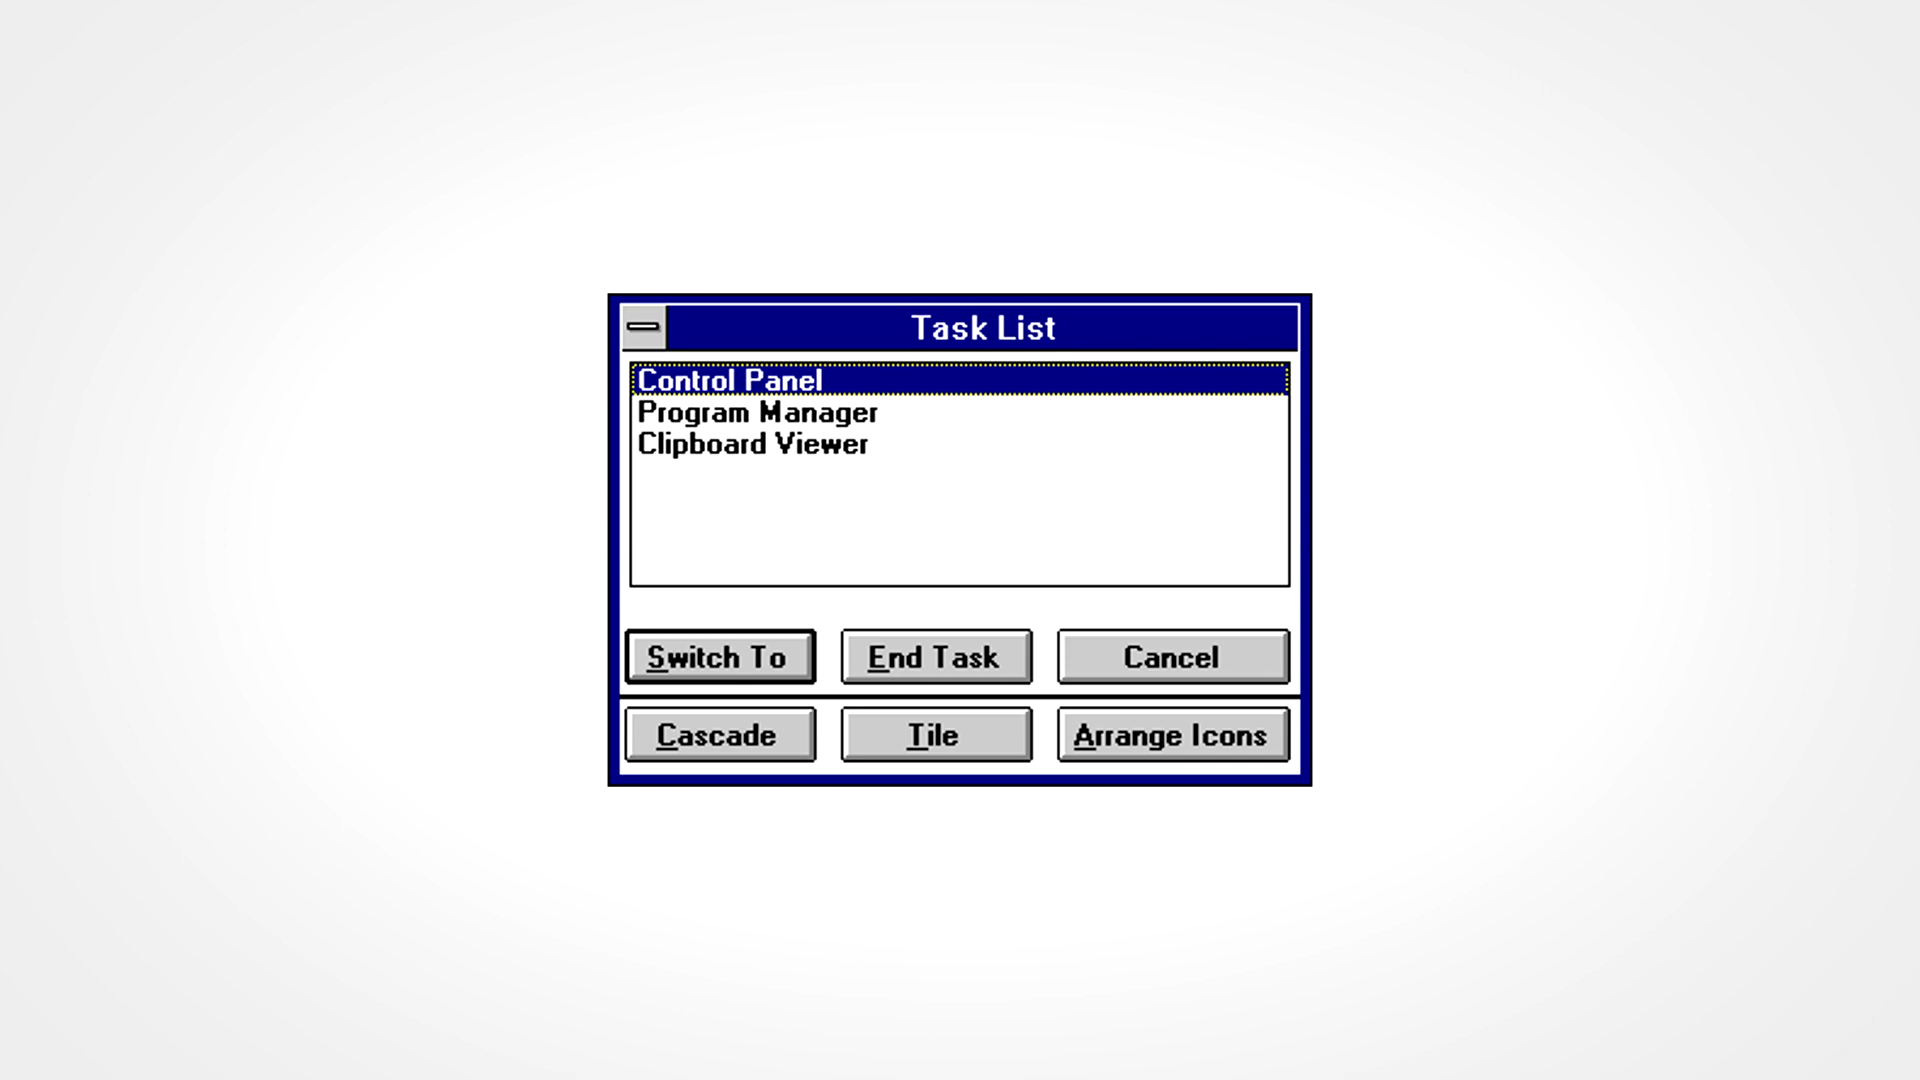 Task List
Control Panel
Program Manager
Clipboard Viewer
Switch To End Task Cancel
Cascade Tile Arrange Icons